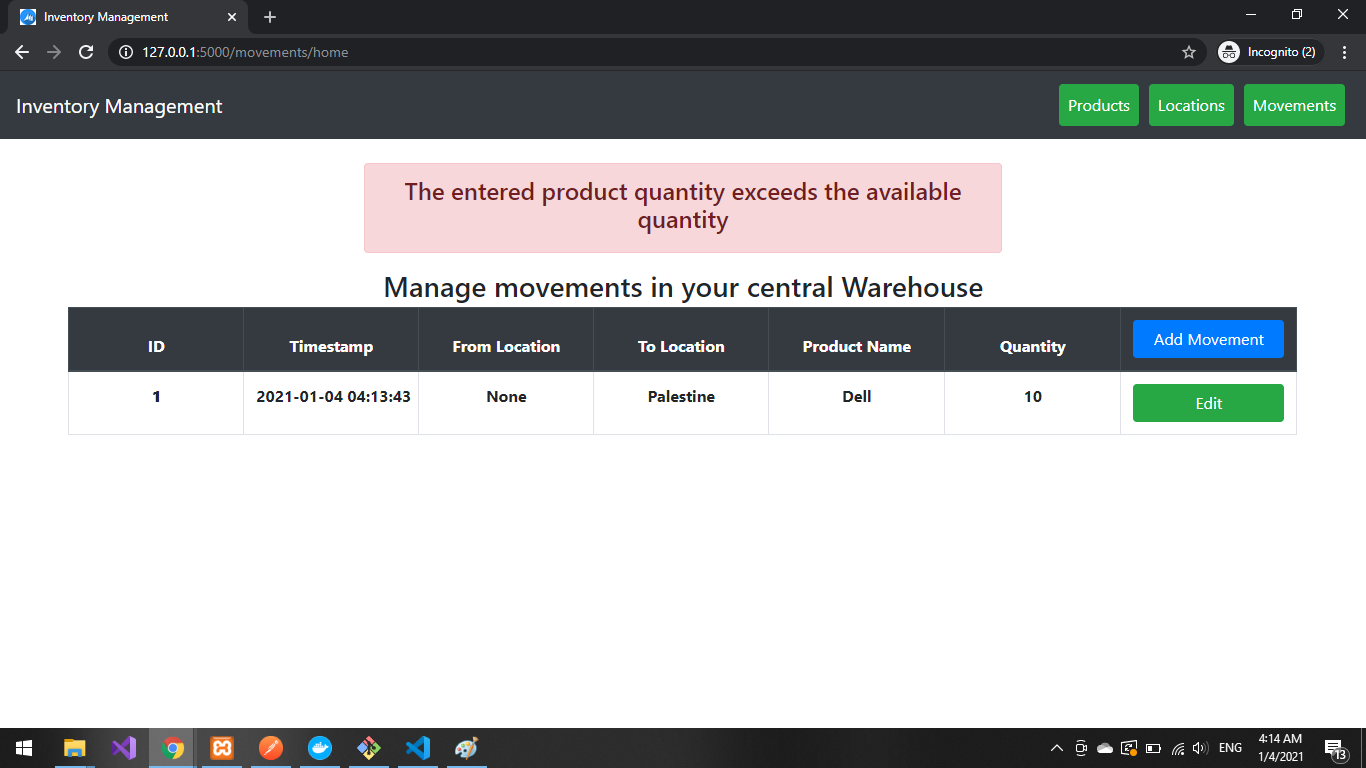 Inventory Management
127.0.0.1:5000/movements/home
Incognito (2)
Inventory Management
Products
Locations
Movements
The entered product quantity exceeds the available
quantity
Manage movements in your central Warehouse
ID Timestamp From Location To Location Product Name Quantity Add Movement
1 2021-01-04 04:13:43 None Palestine Dell 10 Edit
ENG
4:14 AM
1/4/2021
13